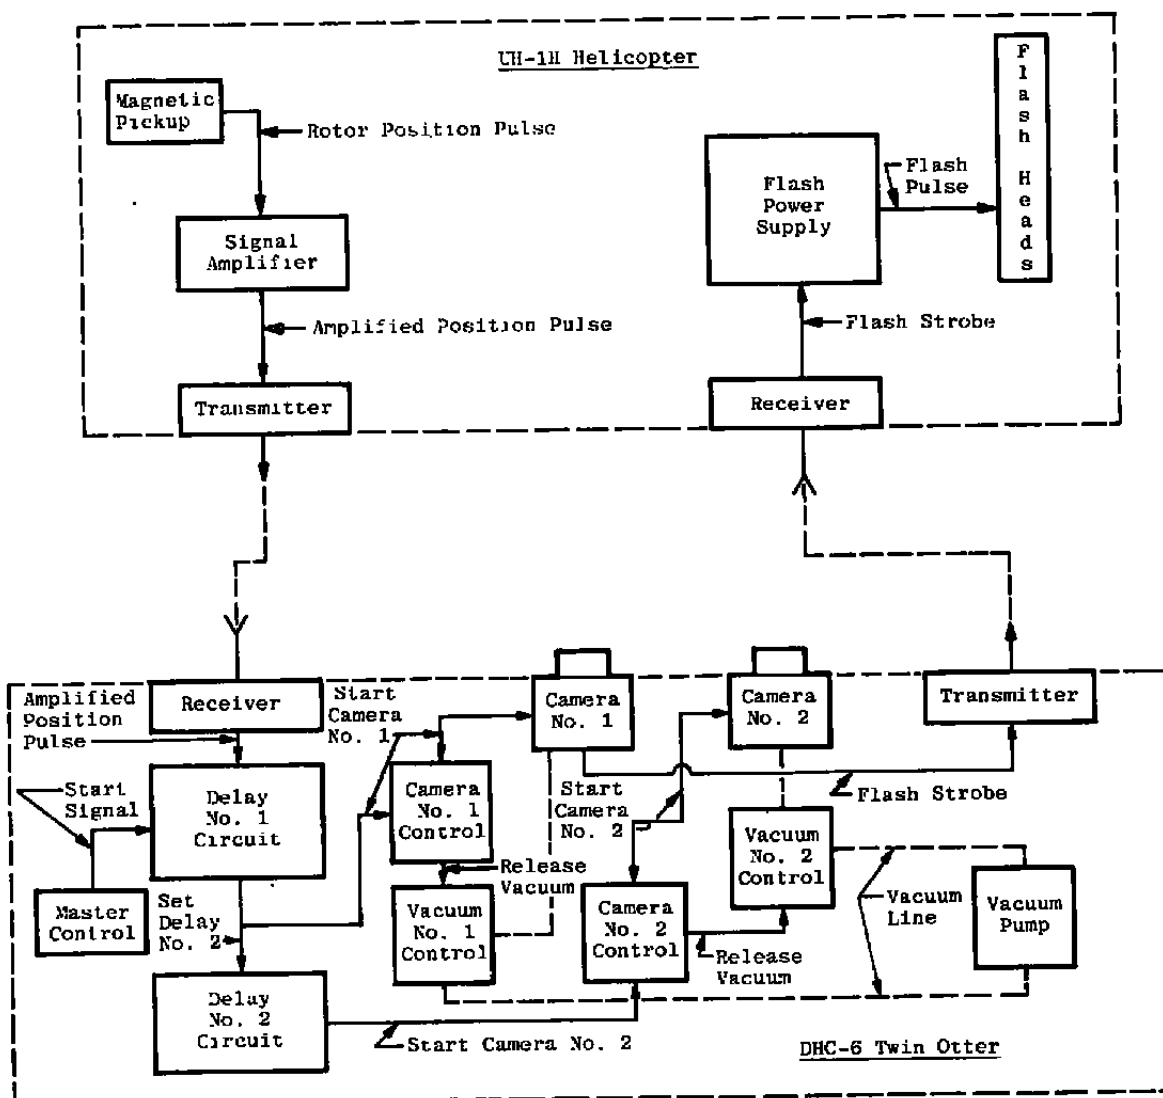 UH-1H Helicopter
Magnetic
Pickup
Rotor Position Pulse
Signal
Amplifier
Amplified Position Pulse
Transmitter
Flash
Power
Supply
Flash
Pulse
Flash Heads
Flash Strobe
Receiver
Amplified
Position
Pulse
Receiver
Start
Camera
No. 1
Camera
No. 1
Camera
No. 2
Transmitter
Start
Signal
Delay
No. 1
Circuit
Camera
No. 1
Control
Start
Camera
No. 2
Flash Strobe
Vacuum
No. 2
Control
Release
Vacuum
Master
Control
Set
Delay
No. 2
Vacuum
No. 1
Control
Camera
No. 2
Control
Release
Vacuum
Vacuum
Line
Vacuum
Pump
Delay
No. 2
Circuit
Start Camera No. 2
DHC-6 Twin Otter